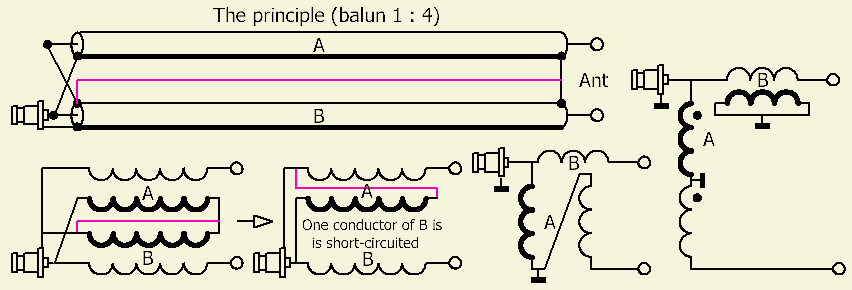 The principle (balun 1 : 4)
A
Ant
B
B
A
A
B
One conductor of B is
is short-circuited
A
B
B
A
A
B